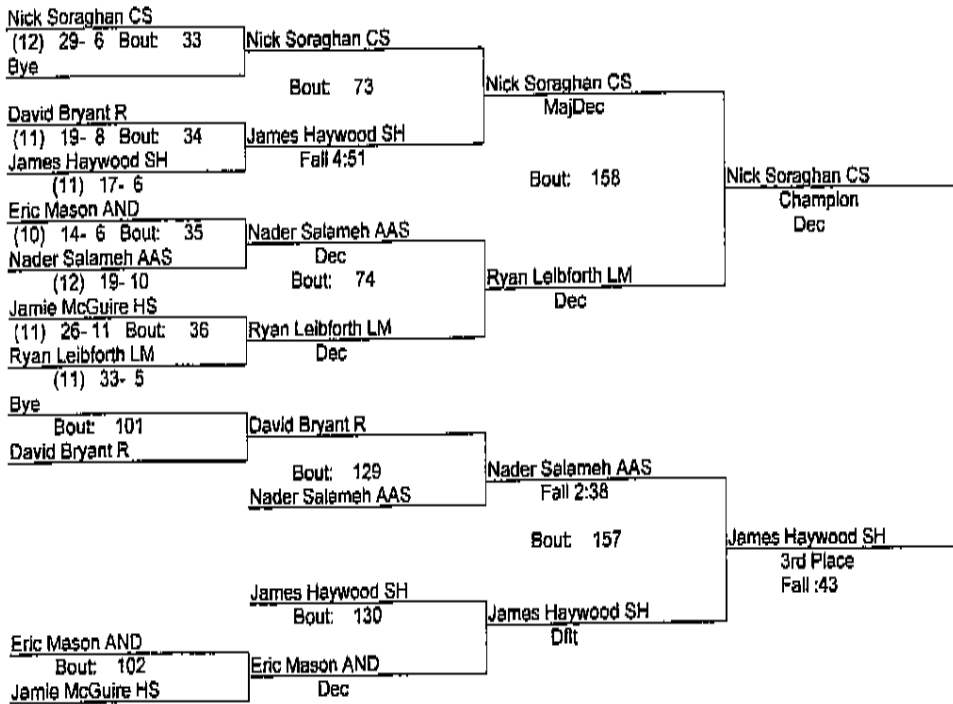 Nick Soraghan CS
(12) 29- 6 Bout: 33
Bye
Nick Soraghan CS
Bout: 73
David Bryant R
(11) 19- 8 Bout: 34
James Haywood SH
(11) 17- 6
James Haywood SH
Fall 4:51
Nick Soraghan CS
MajDec
Bout: 158
Eric Mason AND
(10) 14- 6 Bout: 35
Nader Salameh AAS
(12) 19-10
Nader Salameh AAS
Dec
Bout: 74
Jamie McGuire HS
(11) 26-11 Bout: 36
Ryan Leibforth LM
(11) 33- 5
Ryan Leibforth LM
Dec
Ryan Leibforth LM
Dec
Nick Soraghan CS
Champion
Dec
Bye
Bout: 101
David Bryant R
David Bryant R
Bout: 129
Nader Salameh AAS
Nader Salameh AAS
Fall 2:38
Bout: 157
James Haywood SH
Bout: 130
Eric Mason AND
Bout: 102
Jamie McGuire HS
Eric Mason AND
Dec
James Haywood SH
Dflt
James Haywood SH
3rd Place
Fall :43